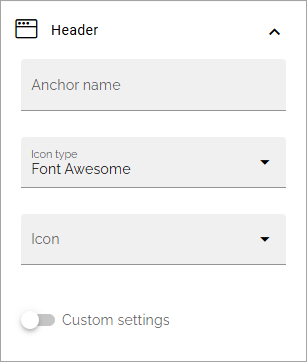 Header
Anchor name
Icon type
Font Awesome
Icon
Custom settings